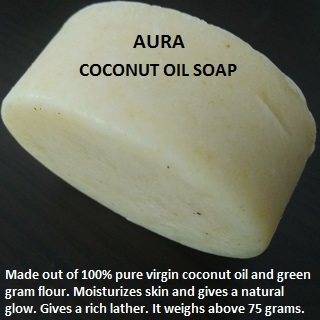 AURA
COCONUT OIL SOAP
Made out of 100% pure virgin coconut oil and green
gram flour. Moisturizes skin and gives a natural
glow. Gives a rich lather. It weighs above 75 grams.